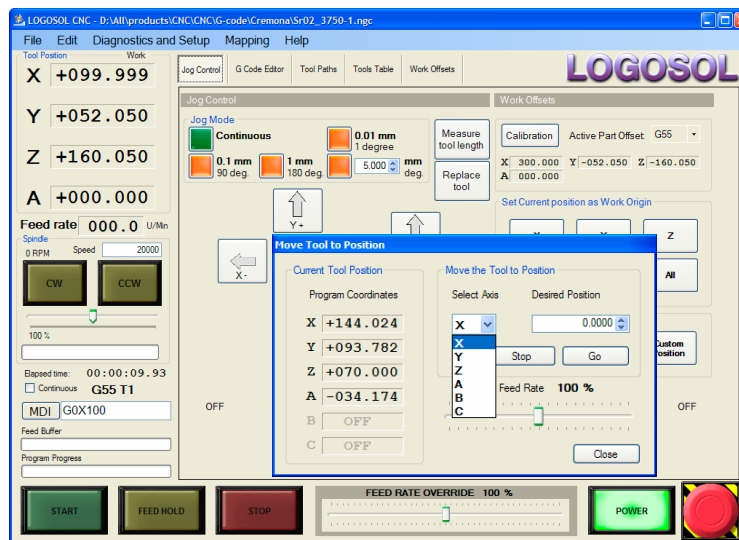 LOGOSOL CNC - D:\All\products\CNC\CNC\G-code\Cremona\Sr02_3750-1.ngc
File Edit Diagnostics and Setup Mapping Help
Tool Position Work
X +099.999
Y +052.050
Z +160.050
A +000.000
Feed rate 000.0 U/Min
Spindle
0 RPM Speed 20000
CW CCW
100 %
Elapsed time: 00:00:09.93
Continuous G55 T1
MDI G0X100
Feed Buffer
Program Progress
Jog Control G Code Editor Tool Paths Tools Table Work Offsets
LOGOSOL
Jog Control
Jog Mode
Continuous
0.01 mm
1 degree
0.1 mm
90 deg.
1 mm
180 deg.
5.000 mm
deg.
Measure
tool length
Replace
tool
Y+
X-
OFF
Work Offsets
Calibration Active Part Offset: G55
X 300.000 Y -052.050 Z -160.050
A 000.000
Set Current position as Work Origin
Z
All
Custom
Position
OFF
Move Tool to Position
Current Tool Position
Program Coordinates
X +144.024
Y +093.782
Z +070.000
A -034.174
B OFF
C OFF
Move the Tool to Position
Select Axis Desired Position
X 0.0000
X
Y
Z
A
B
C
Stop Go
Feed Rate 100 %
Close
START FEED HOLD STOP
FEED RATE OVERRIDE 100 %
POWER